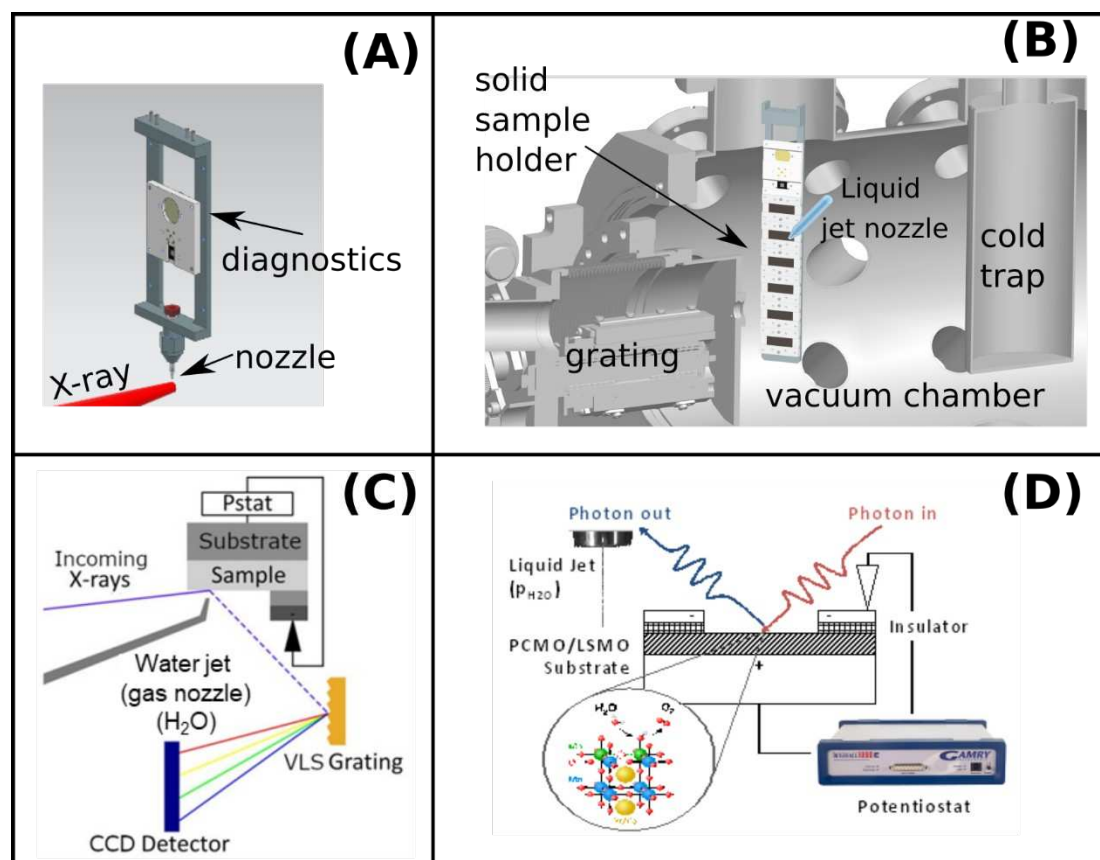 (A)
diagnostics
nozzle
X-ray
(B)
solid
sample
holder
Liquid
jet nozzle
cold
trap
grating
vacuum chamber
(C)
Pstat
Substrate
Sample
Incoming
X-rays
-
Water jet
(gas nozzle)
(H₂O)
VLS Grating
CCD Detector
(D)
Photon out
Photon in
Liquid Jet
(pH2O)
- -
Insulator
PCMO/LSMO
Substrate
+
H₂O O₂
Mn
GAMRY
Potentiostat